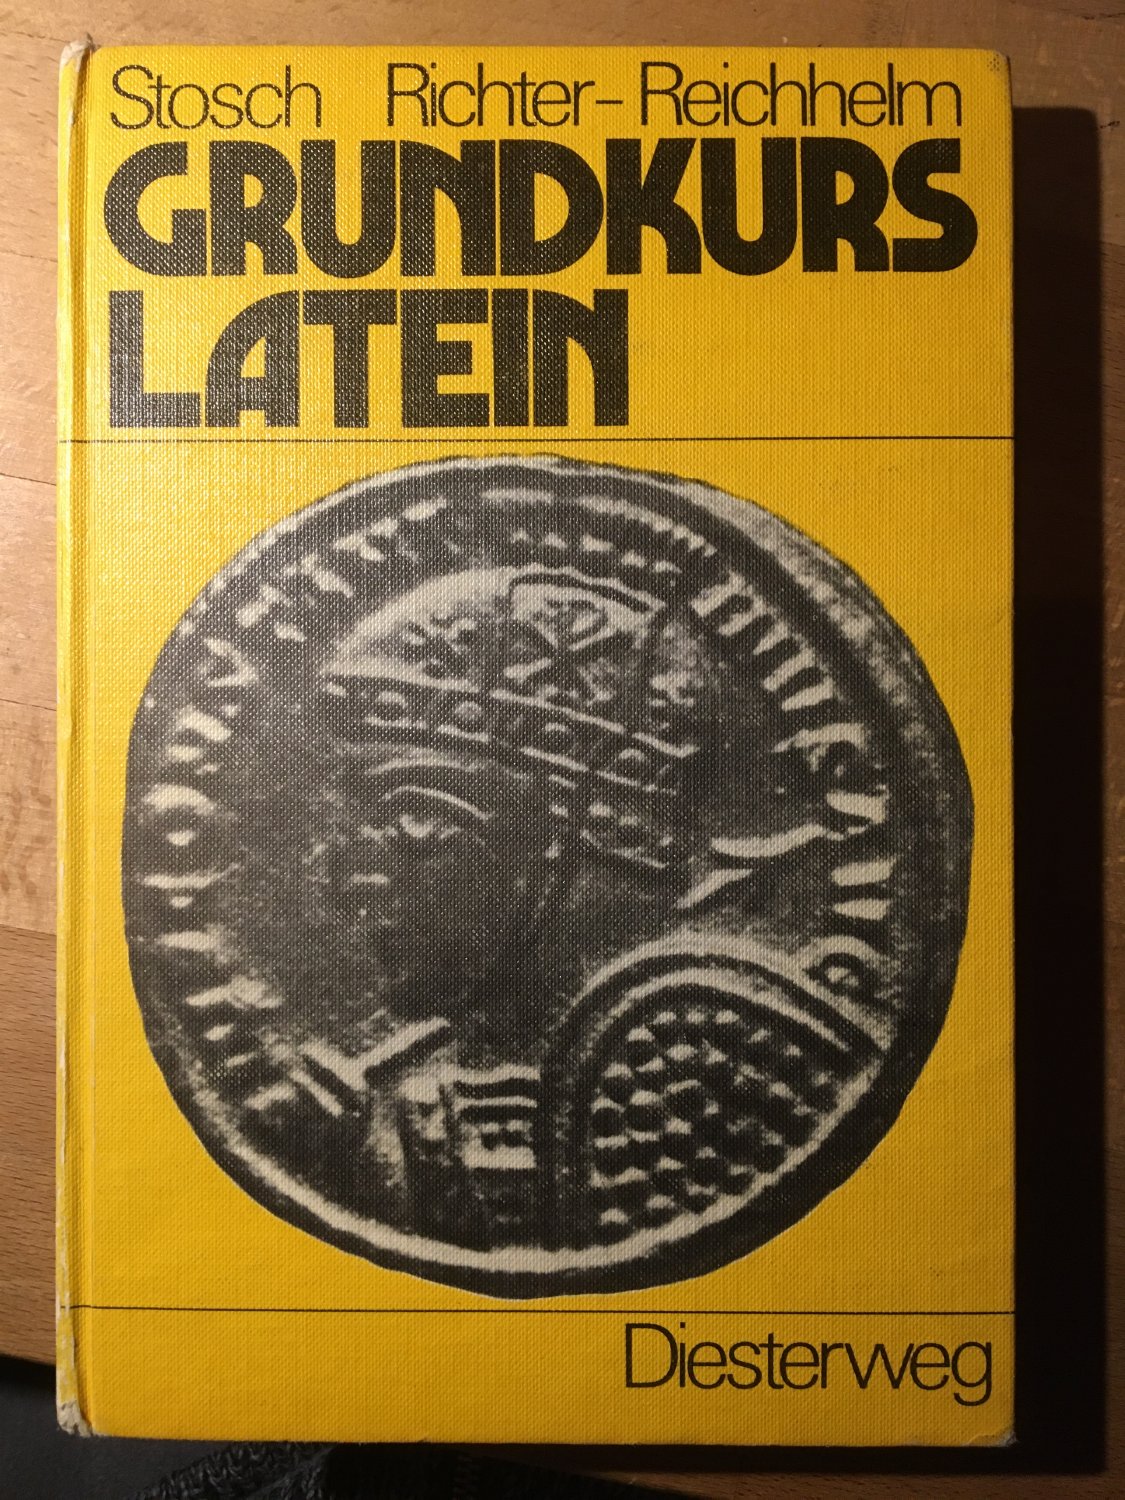 Stosch Richter-Reichhelm
GRUNDKURS
LATEIN
Diesterweg